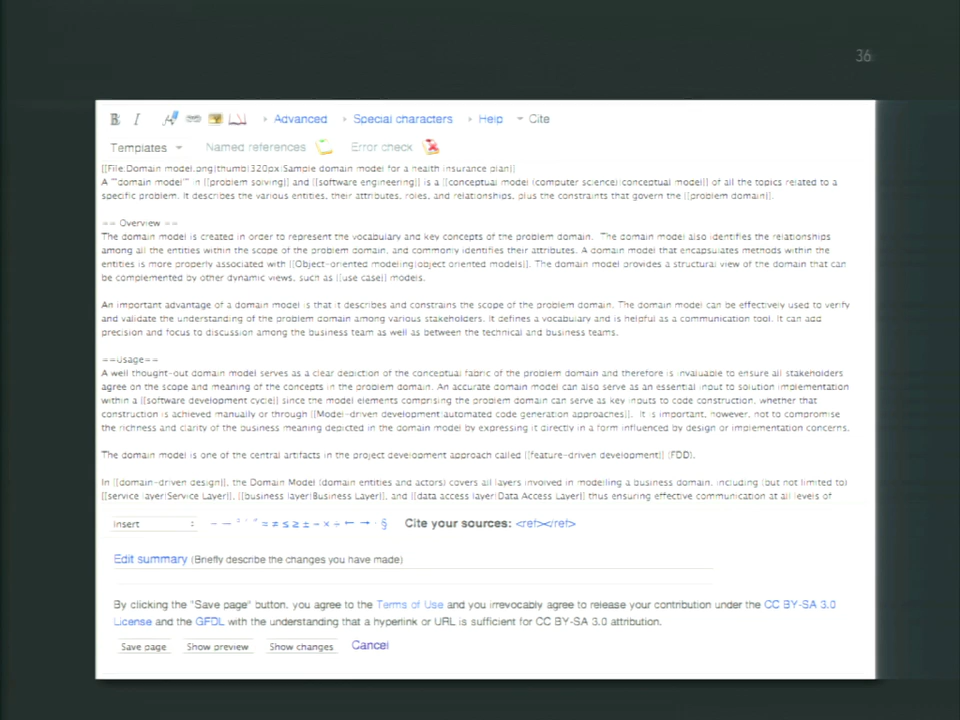 36
B I Advanced Special characters Help Cite
Templates Named references Error check
[[File:Domain model.png|thumb|320px|Sample domain model for a health insurance plan]]
A '''domain model''' in [[problem solving]] and [[software engineering]] is a [[conceptual model (computer science)|conceptual model]] of all the topics related to a
specific problem. It describes the various entities, their attributes, roles, and relationships, plus the constraints that govern the [[problem domain]].
== Overview ==
The domain model is created in order to represent the vocabulary and key concepts of the problem domain. The domain model also identifies the relationships
among all the entities within the scope of the problem domain, and commonly identifies their attributes. A domain model that encapsulates methods within the
entities is more properly associated with [[Object-oriented modeling|object oriented models]]. The domain model provides a structural view of the domain that can
be complemented by other dynamic views, such as [[use case]] models.
An important advantage of a domain model is that it describes and constrains the scope of the problem domain. The domain model can be effectively used to verify
and validate the understanding of the problem domain among various stakeholders. It defines a vocabulary and is helpful as a communication tool. It can add
precision and focus to discussion among the business team as well as between the technical and business teams.
==Usage==
A well thought-out domain model serves as a clear depiction of the conceptual fabric of the problem domain and therefore is invaluable to ensure all stakeholders
agree on the scope and meaning of the concepts in the problem domain. An accurate domain model can also serve as an essential input to solution implementation
within a [[software development cycle]] since the model elements comprising the problem domain can serve as key inputs to code construction, whether that
construction is achieved manually or through [[Model-driven development|automated code generation approaches]]. It is important, however, not to compromise
the richness and clarity of the business meaning depicted in the domain model by expressing it directly in a form influenced by design or implementation concerns.
The domain model is one of the central artifacts in the project development approach called [[feature-driven development]] (FDD).
In [[domain-driven design]], the Domain Model (domain entities and actors) covers all layers involved in modelling a business domain, including (but not limited to)
[[service layer|Service Layer]], [[business layer|Business Layer]], and [[data access layer|Data Access Layer]] thus ensuring effective communication at all levels of
Insert = ≠ ≤ ≥ ± − × ÷ ← → · § Cite your sources: <ref></ref>
Edit summary (Briefly describe the changes you have made)
By clicking the "Save page" button, you agree to the Terms of Use and you irrevocably agree to release your contribution under the CC BY-SA 3.0
License and the GFDL with the understanding that a hyperlink or URL is sufficient for CC BY-SA 3.0 attribution.
Save page Show preview Show changes Cancel